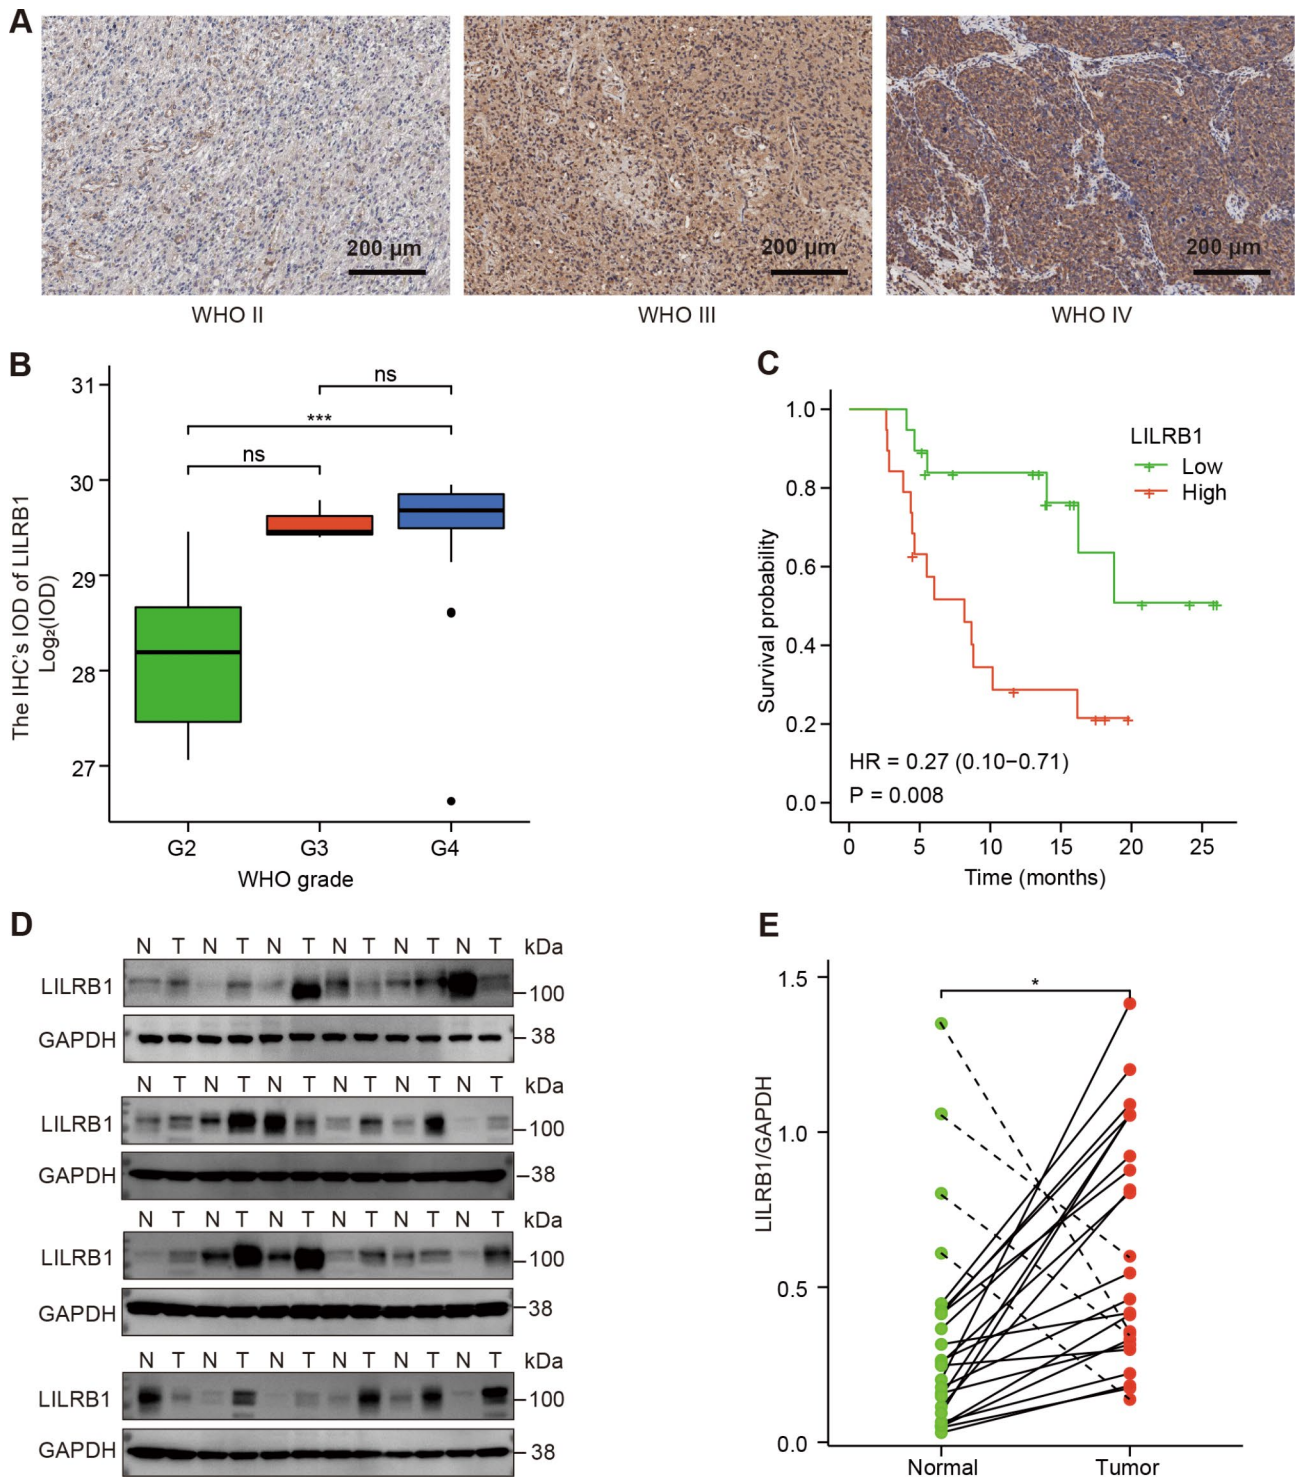 A
200 µm
200 µm
200 µm
WHO II
WHO III
WHO IV
B
The IHC's IOD of LILRB1
Log₂(IOD)
31
30
29
28
27
ns
***
ns
G2
G3
G4
WHO grade
C
Survival probability
1.0
0.8
0.6
0.4
0.2
0.0
LILRB1
Low
High
HR = 0.27 (0.10−0.71)
P = 0.008
0
5
10
15
20
25
Time (months)
D
N T N T N T N T N T N T kDa
LILRB1
100
GAPDH
38
N T N T N T N T N T N T kDa
LILRB1
100
GAPDH
38
N T N T N T N T N T N T kDa
LILRB1
100
GAPDH
38
N T N T N T N T N T N T kDa
LILRB1
100
GAPDH
38
E
LILRB1/GAPDH
1.5
1.0
0.5
0.0
*
Normal
Tumor